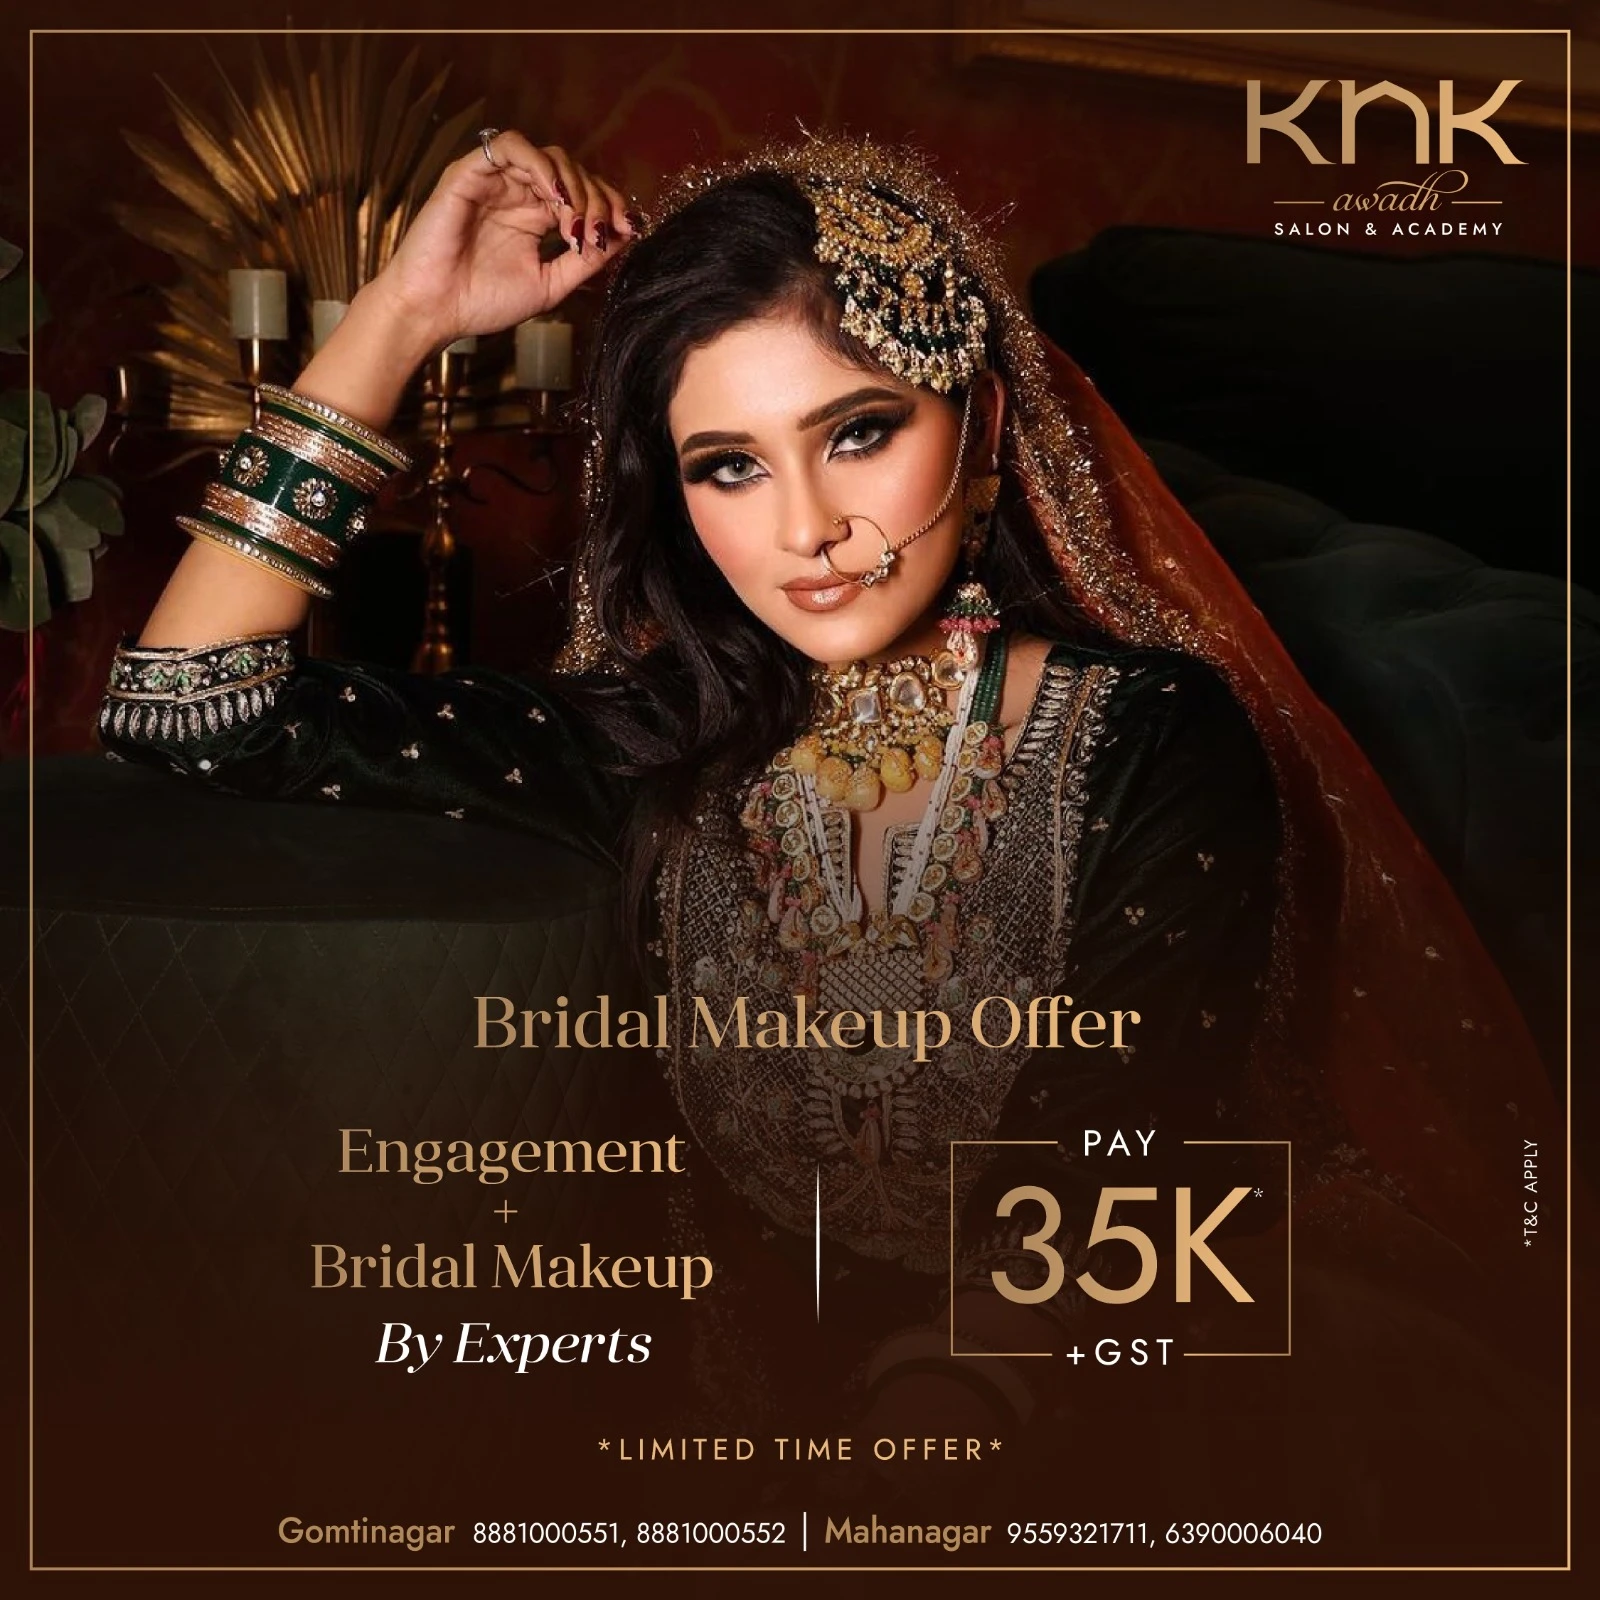 KNK
awadh
SALON & ACADEMY
Bridal Makeup Offer
Engagement
+
Bridal Makeup
By Experts
PAY
35K*
+GST
*T&C APPLY
*LIMITED TIME OFFER*
Gomtinagar 8881000551, 8881000552 | Mahanagar 9559321711, 6390006040